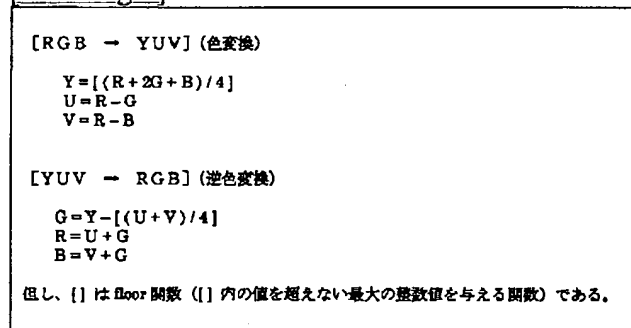 [RGB → YUV](色変換)
Y=[(R+2G+B)/4]
U=R-G
V=R-B
[YUV → RGB](逆色変換)
G=Y-[(U+V)/4]
R=U+G
B=V+G
但し、[] は floor 関数([] 内の値を超えない最大の整数値を与える関数)である。